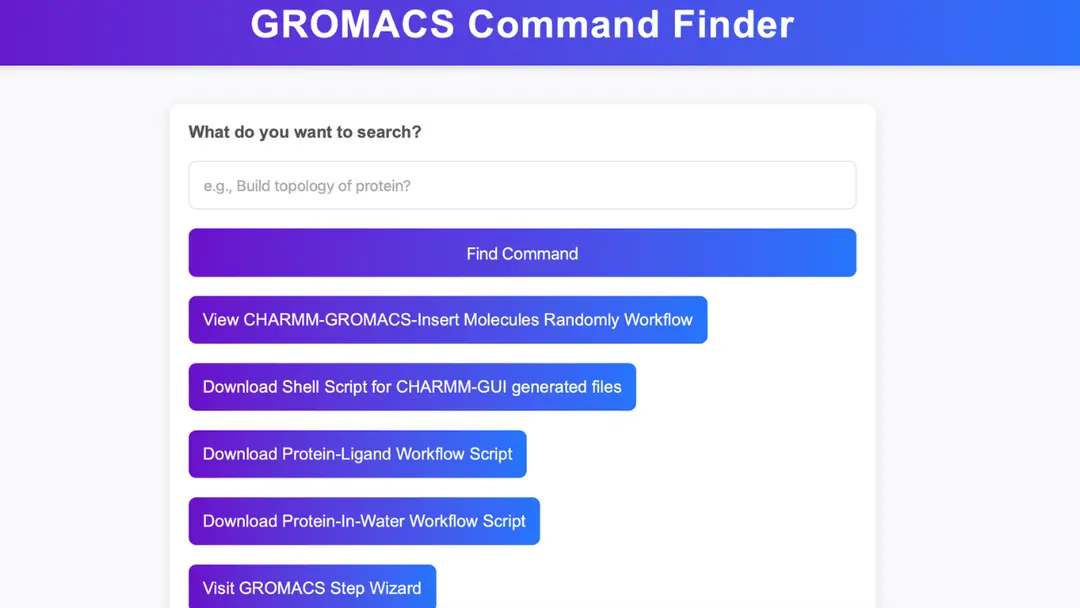 GROMACS Command Finder
What do you want to search?
e.g., Build topology of protein?
Find Command
View CHARMM-GROMACS-Insert Molecules Randomly Workflow
Download Shell Script for CHARMM-GUI generated files
Download Protein-Ligand Workflow Script
Download Protein-In-Water Workflow Script
Visit GROMACS Step Wizard